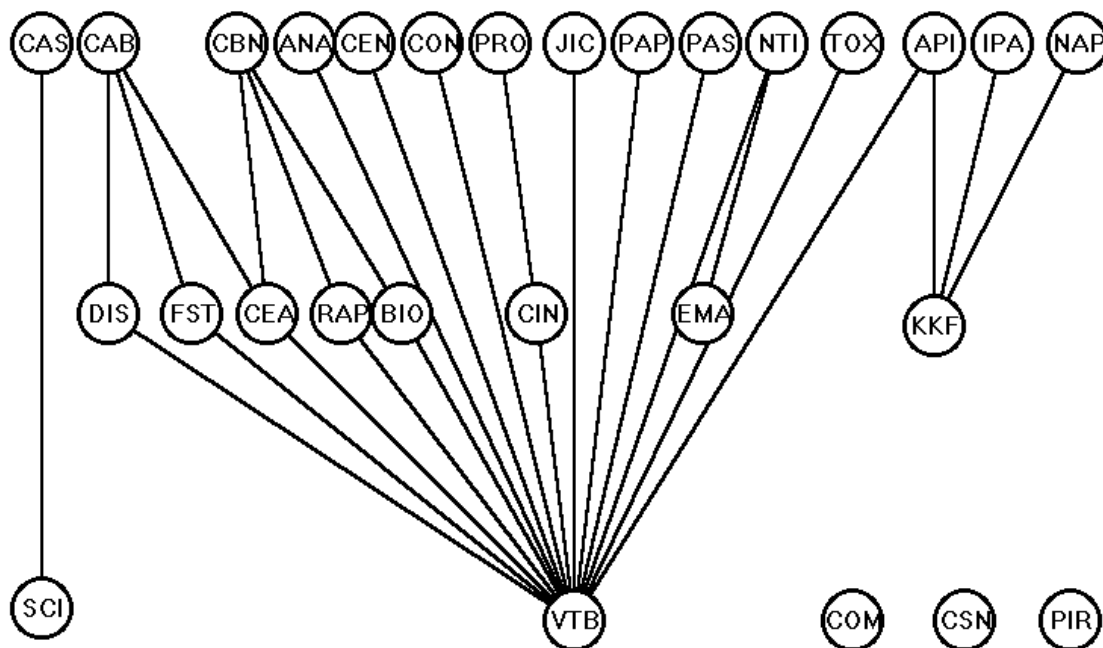 CAS CAB CBN ANA CEN CON PRO JIC PAP PAS NTI TOX API IPA NAP
DIS FST CEA RAP BIO CIN EMA KKF
SCI VTB COM CSN PIR